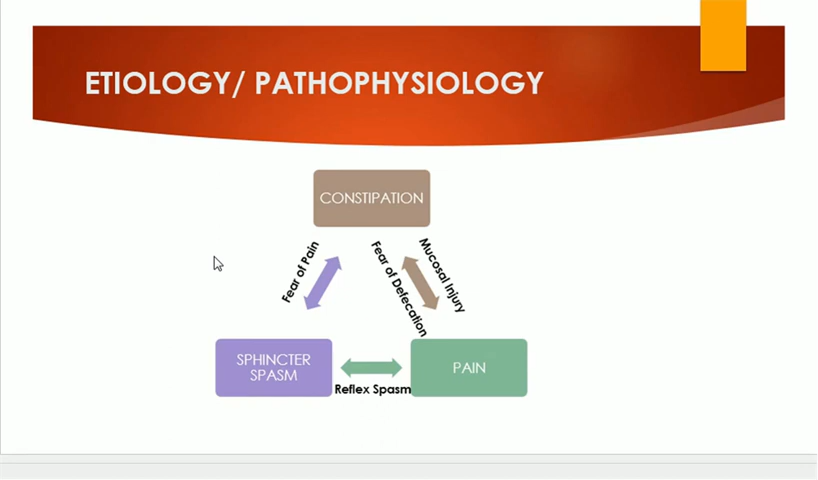 ETIOLOGY/ PATHOPHYSIOLOGY
CONSTIPATION
Fear of Pain
Fear of Defecation
Mucosal Injury
SPHINCTER
SPASM
PAIN
Reflex Spasm